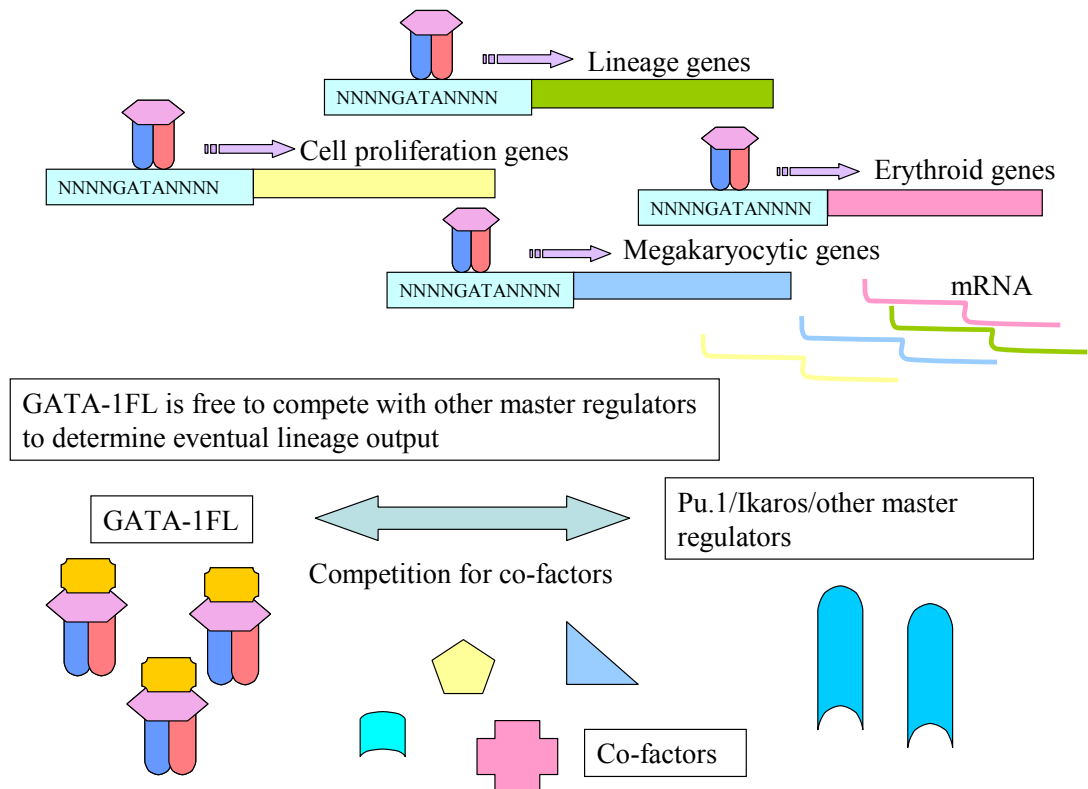 Lineage genes
NNNNGATANNNN
Cell proliferation genes
NNNNGATANNNN
Erythroid genes
NNNNGATANNNN
Megakaryocytic genes
NNNNGATANNNN
mRNA
GATA-1FL is free to compete with other master regulators
to determine eventual lineage output
GATA-1FL
Pu.1/Ikaros/other master
regulators
Competition for co-factors
Co-factors